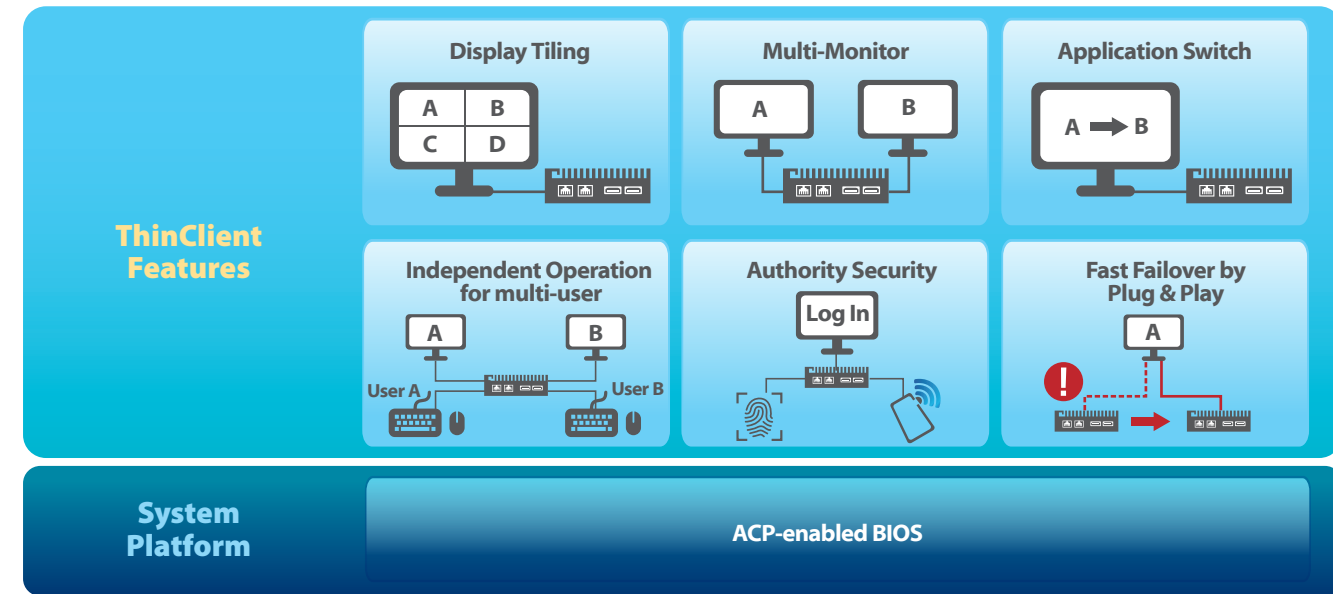 ThinClient
Features
Display Tiling
A B
C D
Multi-Monitor
A
B
Application Switch
A B
Independent Operation
for multi-user
A
B
User A
User B
Authority Security
Log In
Fast Failover by
Plug & Play
A
!
System
Platform
ACP-enabled BIOS